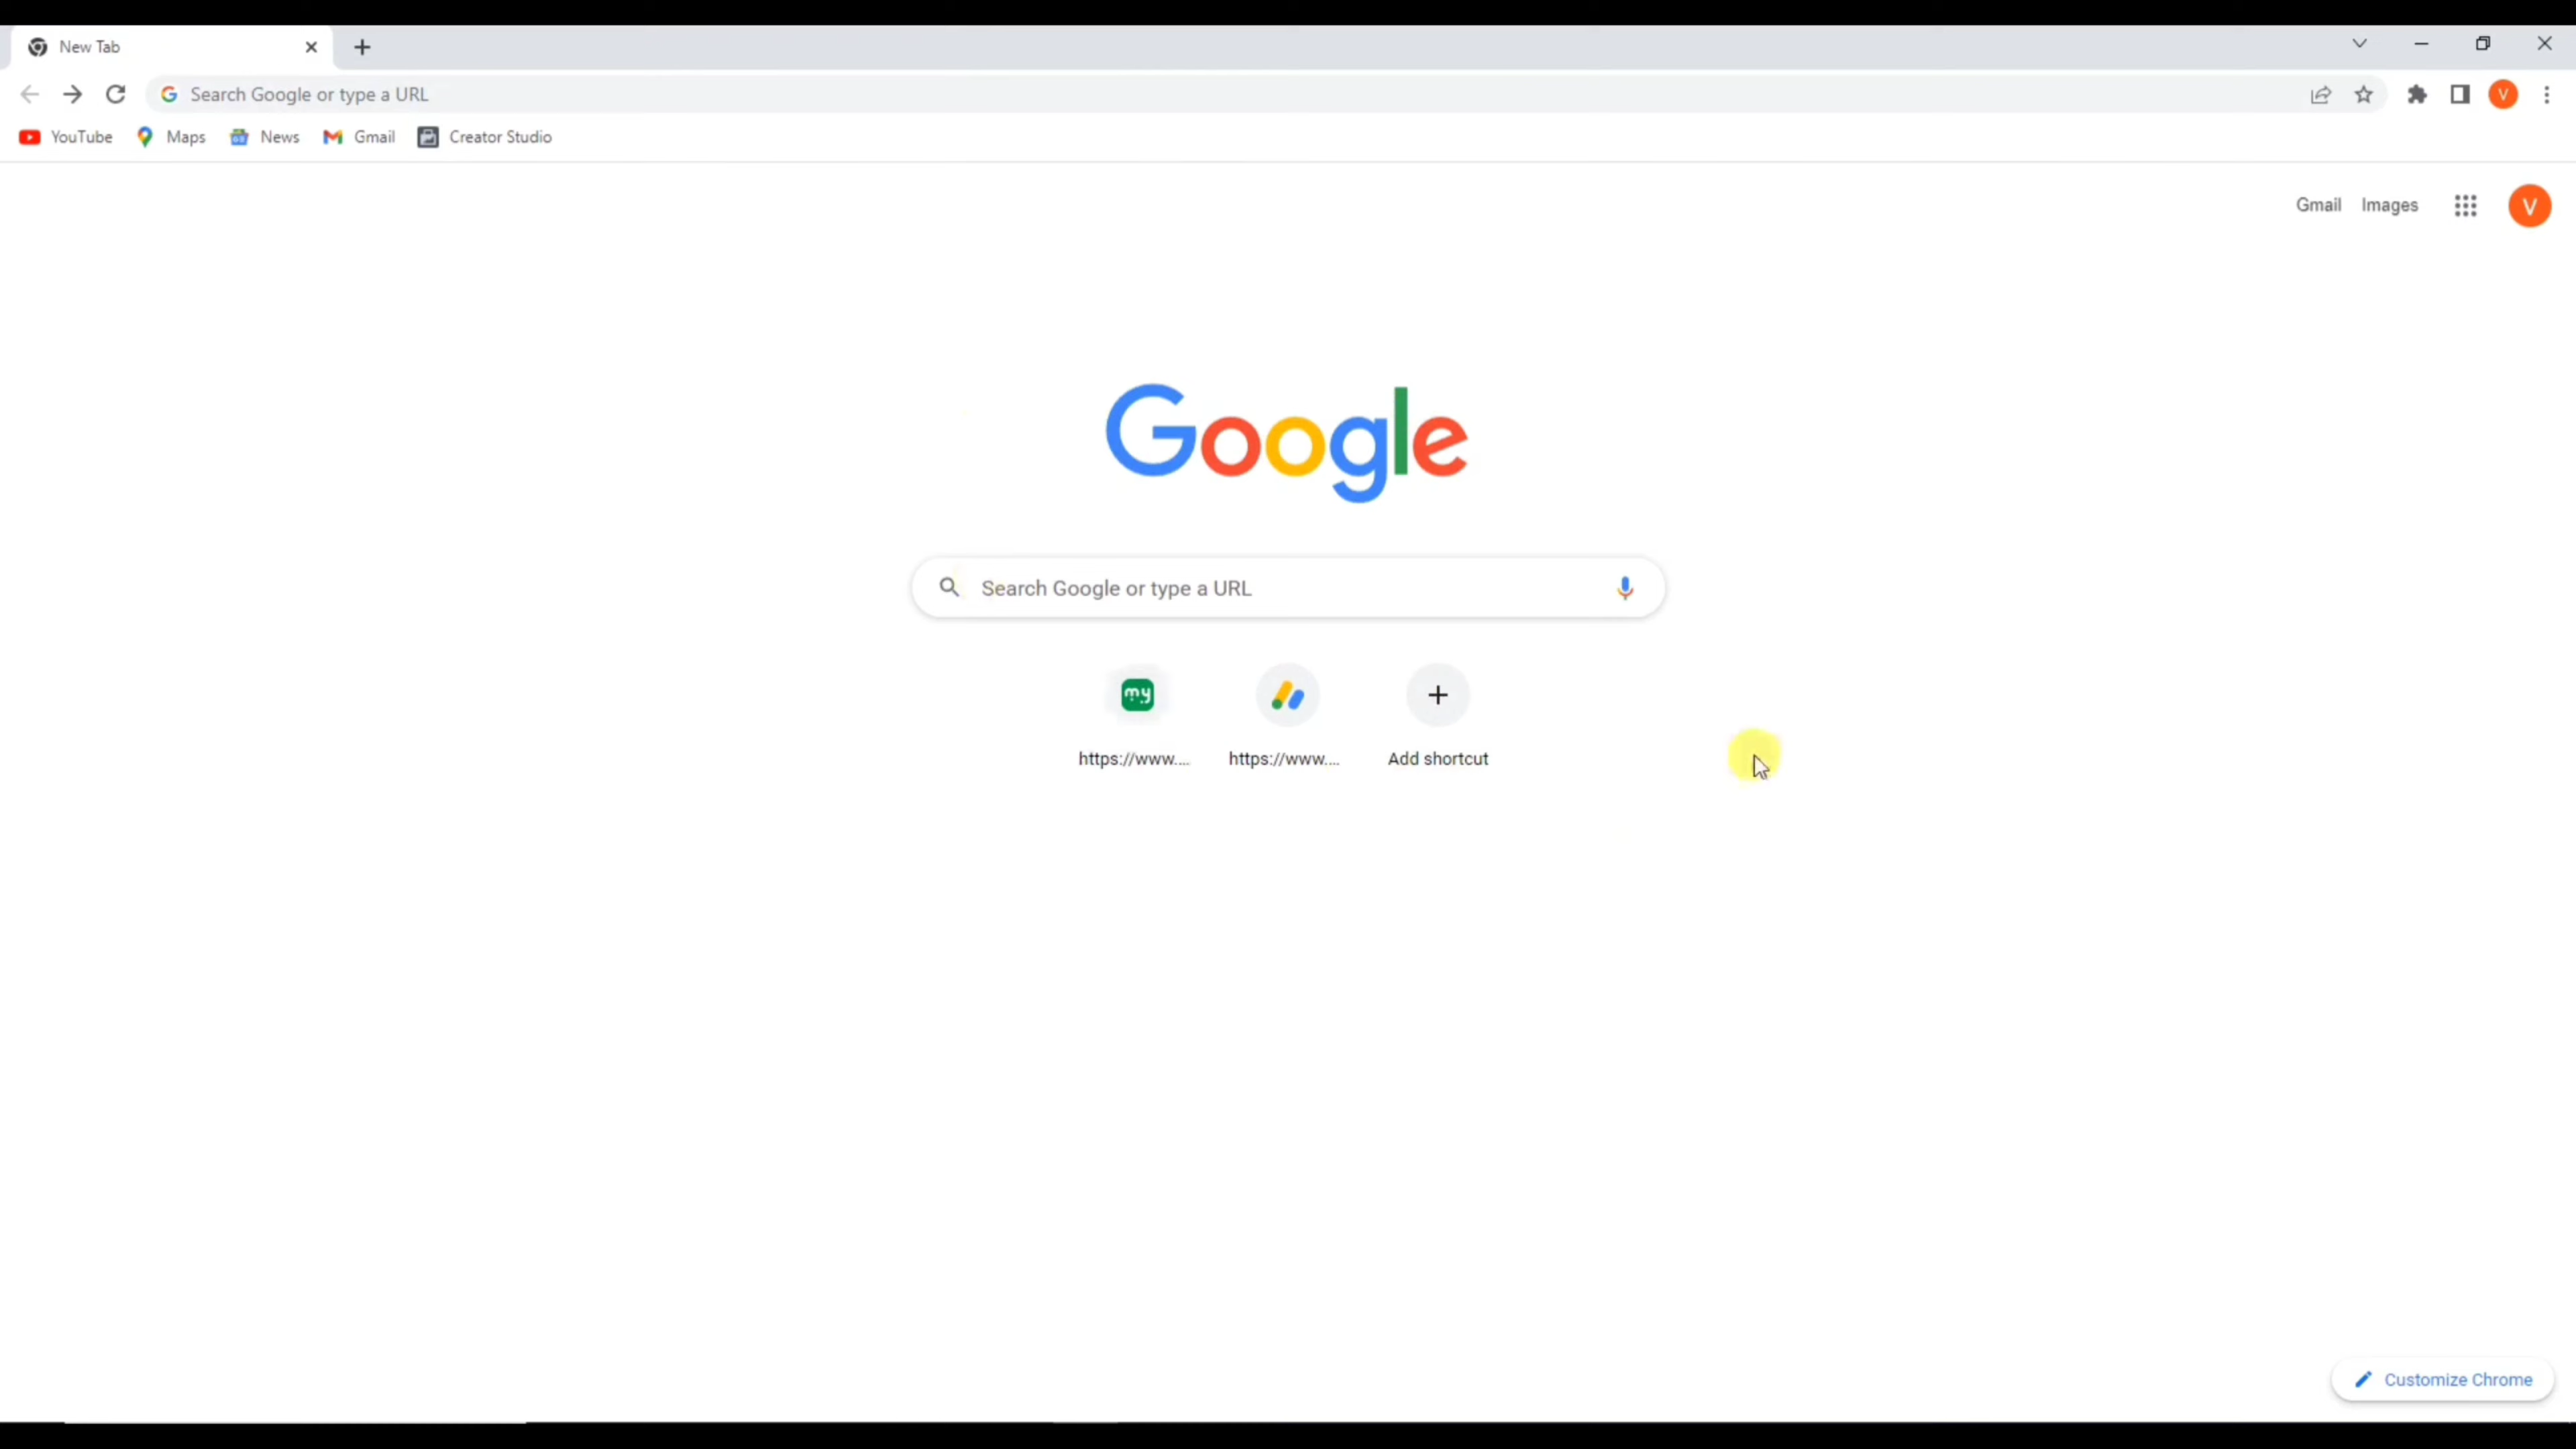 New Tab
Search Google or type a URL
YouTube Maps News Gmail Creator Studio
Gmail Images V
V
Google
Search Google or type a URL
my
https://www.... https://www.... Add shortcut
Customize Chrome